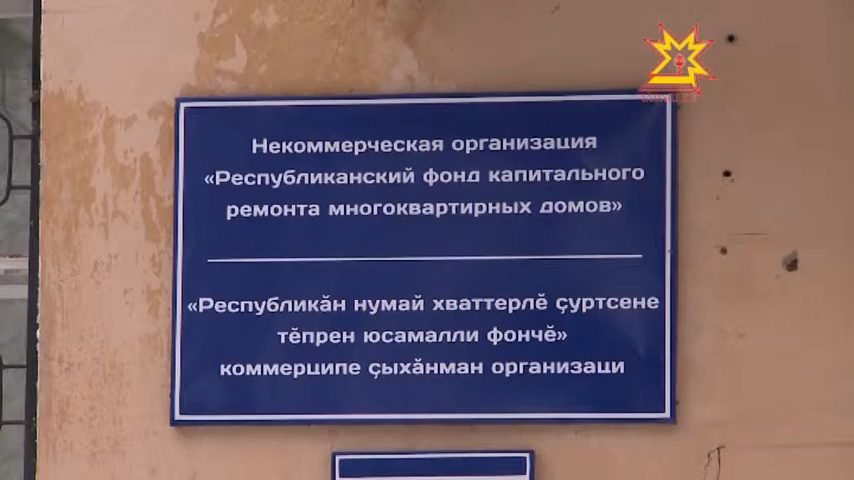 Некоммерческая организация
«Республиканский фонд капитального
ремонта многоквартирных домов»
«Республикӑн нумай хваттерлӗ ҫуртсене
тӗпрен юсамалли фончӗ»
коммерципе ҫыхӑнман организаци